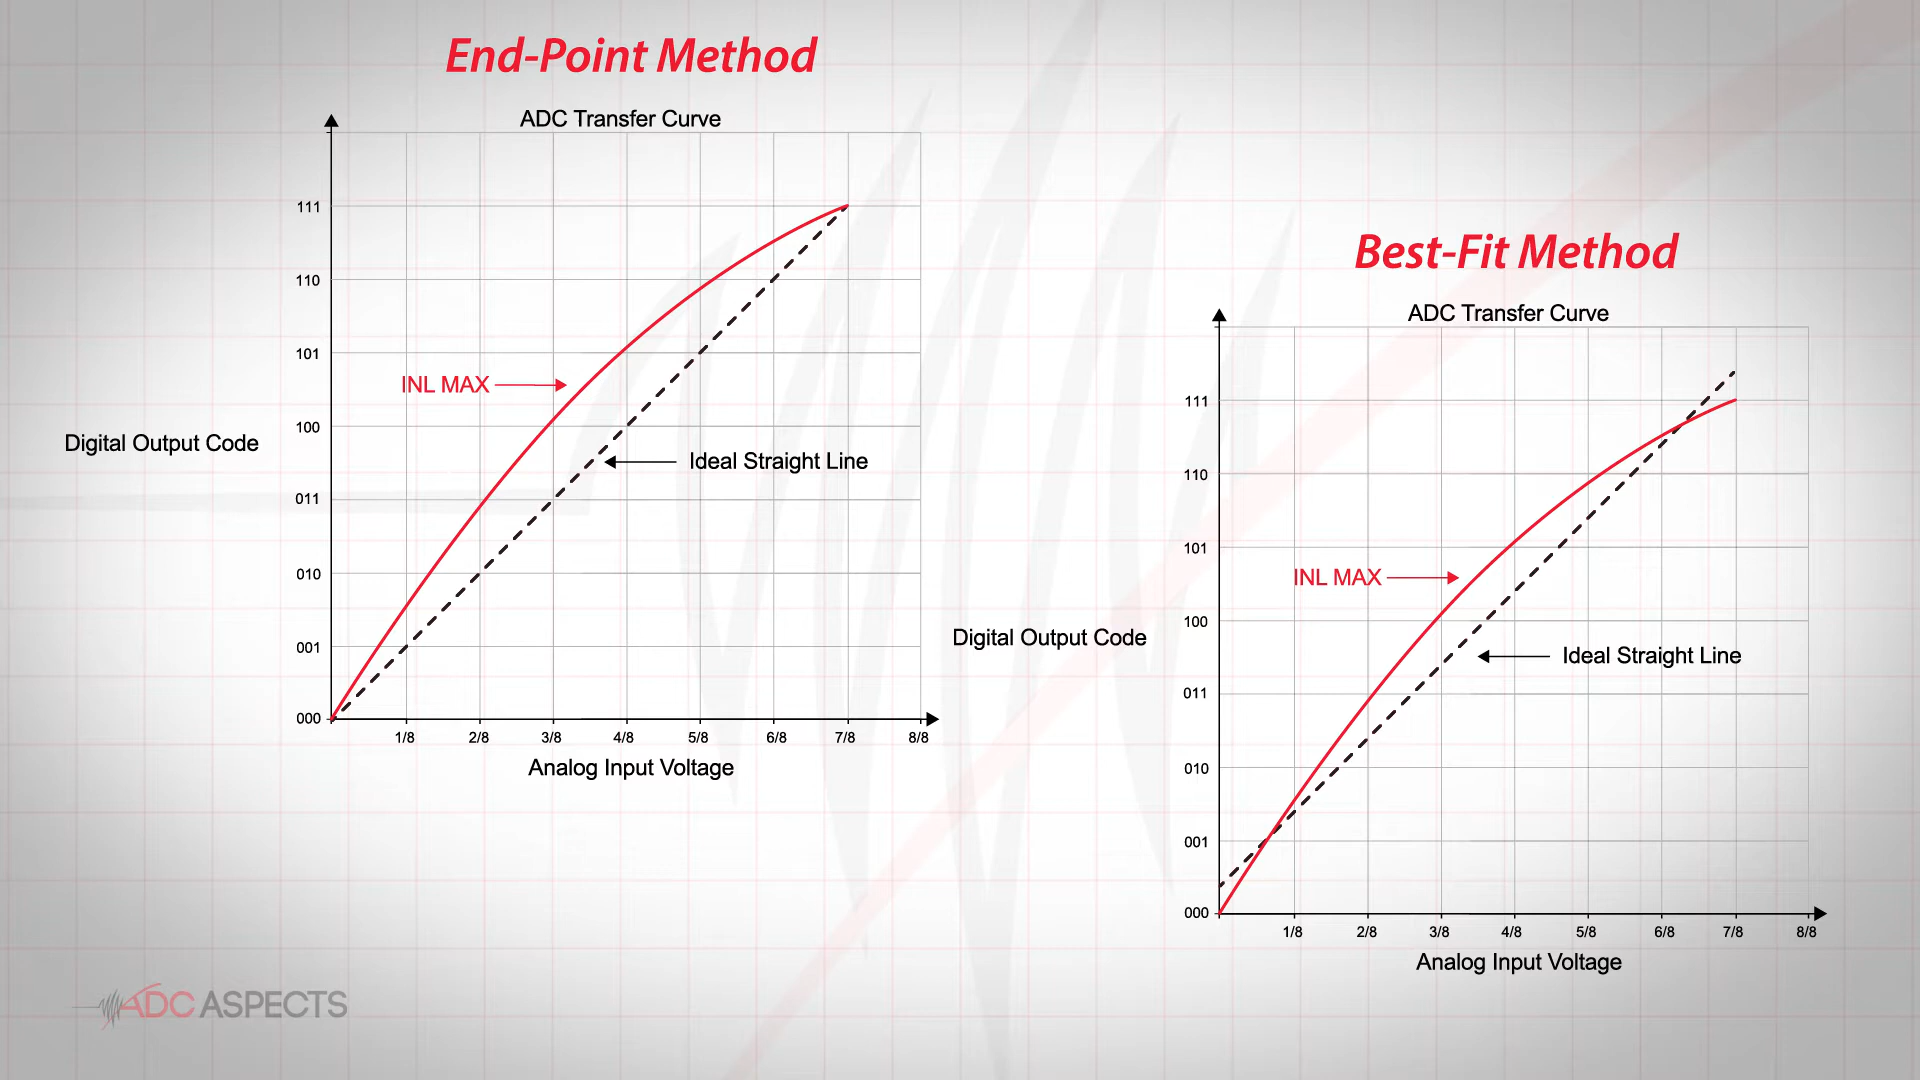 End-Point Method
ADC Transfer Curve
111
110
101
INL MAX
100
Digital Output Code
Ideal Straight Line
011
010
001
000
1/8 2/8 3/8 4/8 5/8 6/8 7/8 8/8
Analog Input Voltage
Best-Fit Method
ADC Transfer Curve
111
110
101
INL MAX
100
Digital Output Code
Ideal Straight Line
011
010
001
000
1/8 2/8 3/8 4/8 5/8 6/8 7/8 8/8
Analog Input Voltage
ADC ASPECTS